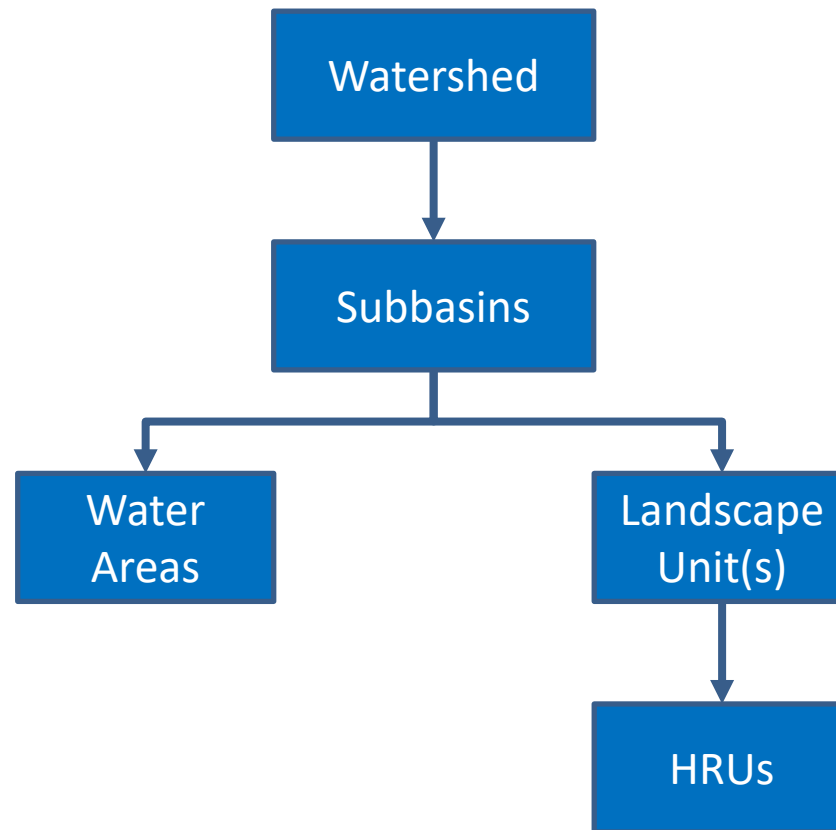 Watershed
Subbasins
Water
Areas
Landscape
Unit(s)
HRUs